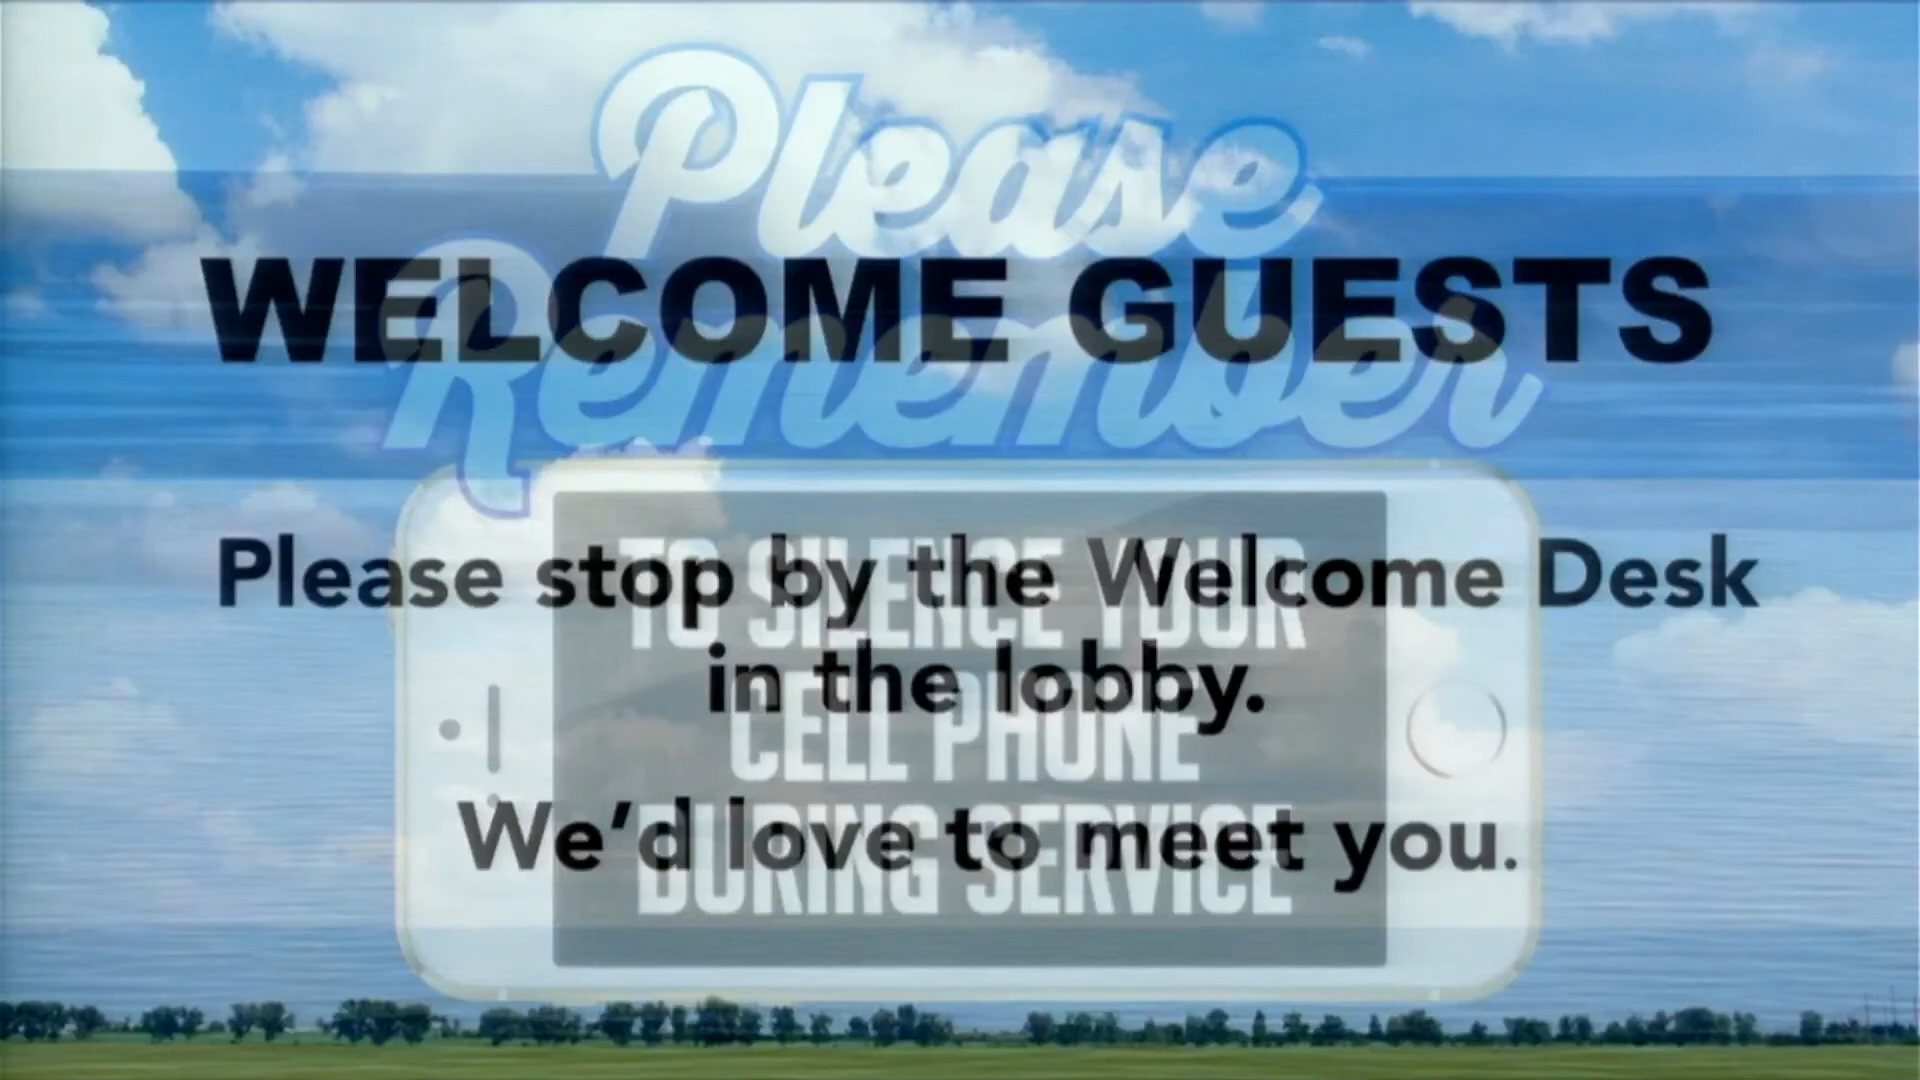 Please
Remember
WELCOME GUESTS
TO SILENCE YOUR
CELL PHONE
DURING SERVICE
Please stop by the Welcome Desk
in the lobby.
We’d love to meet you.